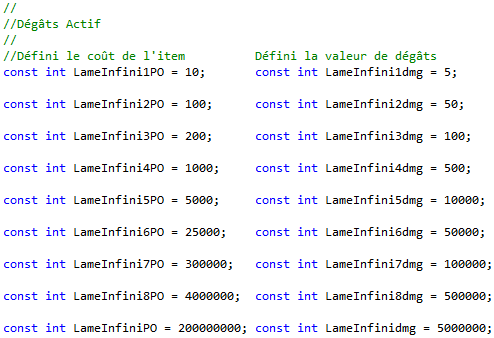 //
//Dégâts Actif
//
//Défini le coût de l'item Défini la valeur de dégâts
const int LameInfini1PO = 10; const int LameInfini1dmg = 5;
const int LameInfini2PO = 100; const int LameInfini2dmg = 50;
const int LameInfini3PO = 200; const int LameInfini3dmg = 100;
const int LameInfini4PO = 1000; const int LameInfini4dmg = 500;
const int LameInfini5PO = 5000; const int LameInfini5dmg = 10000;
const int LameInfini6PO = 25000; const int LameInfini6dmg = 50000;
const int LameInfini7PO = 300000; const int LameInfini7dmg = 100000;
const int LameInfini8PO = 4000000; const int LameInfini8dmg = 500000;
const int LameInfiniPO = 200000000; const int LameInfinidmg = 5000000;